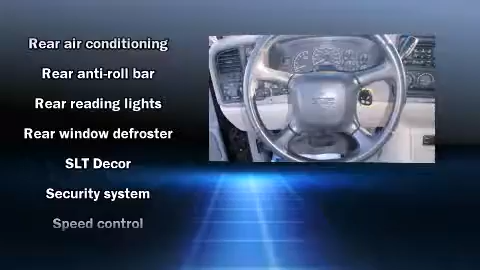 Rear air conditioning
Rear anti-roll bar
Rear reading lights
Rear window defroster
SLT Decor
Security system
Speed control